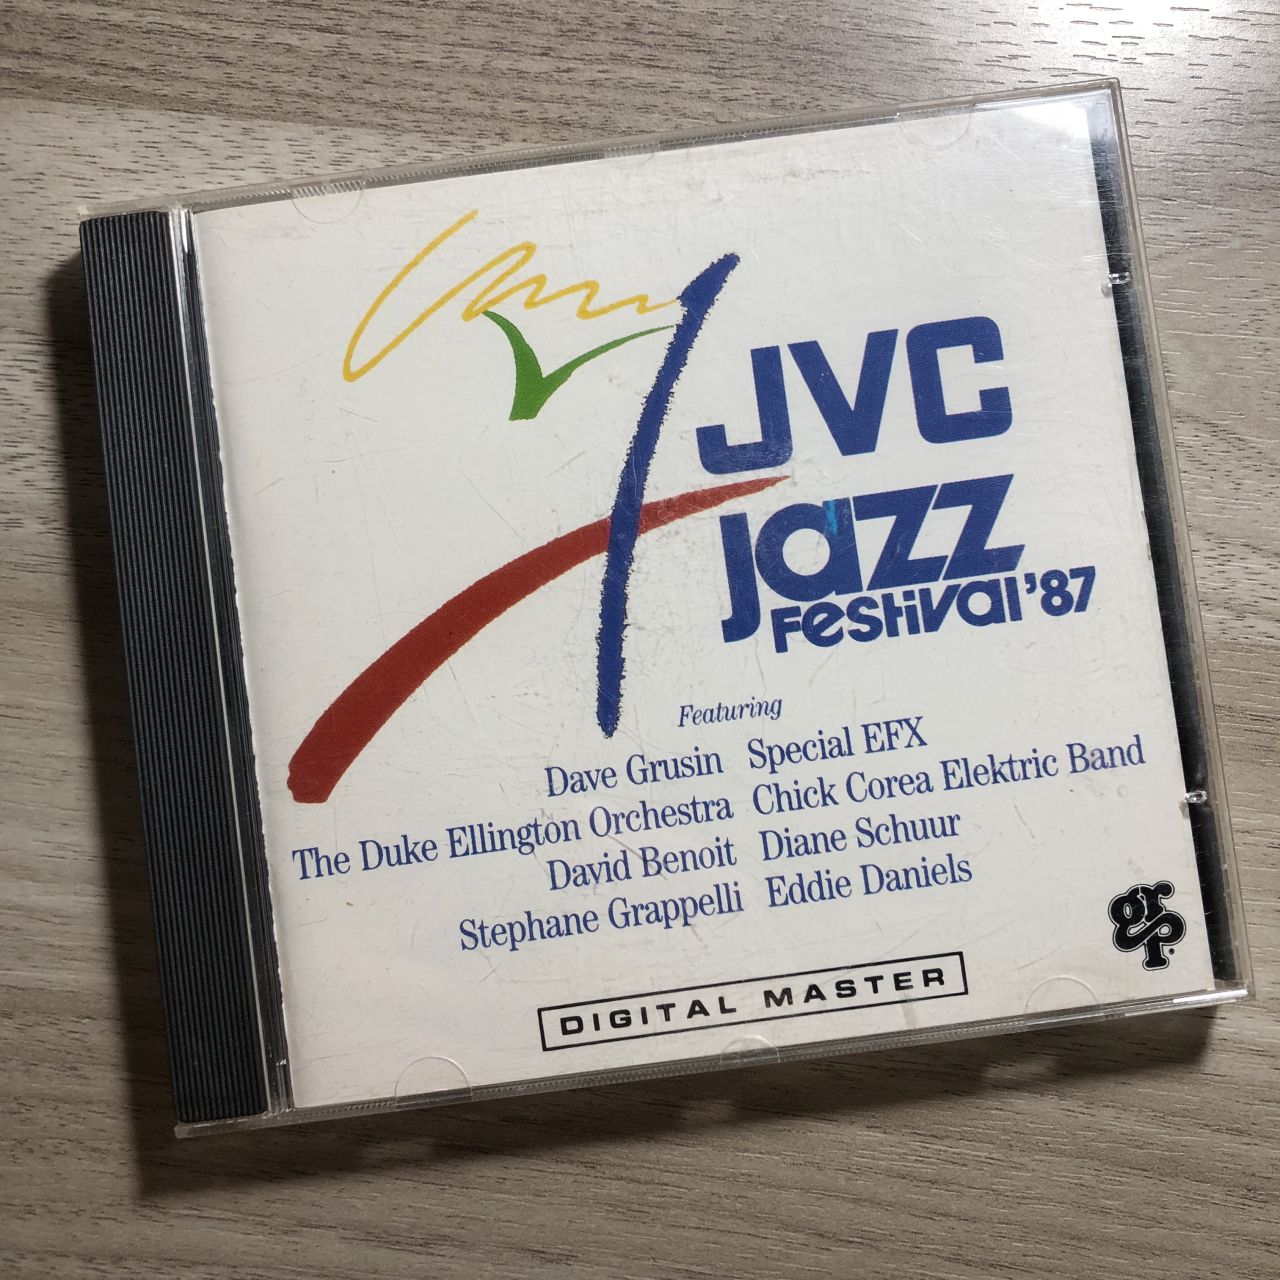 JVC
jazz
Festival '87
Featuring
Dave Grusin Special EFX
The Duke Ellington Orchestra Chick Corea Elektric Band
David Benoit Diane Schuur
Stephane Grappelli Eddie Daniels
grp
DIGITAL MASTER